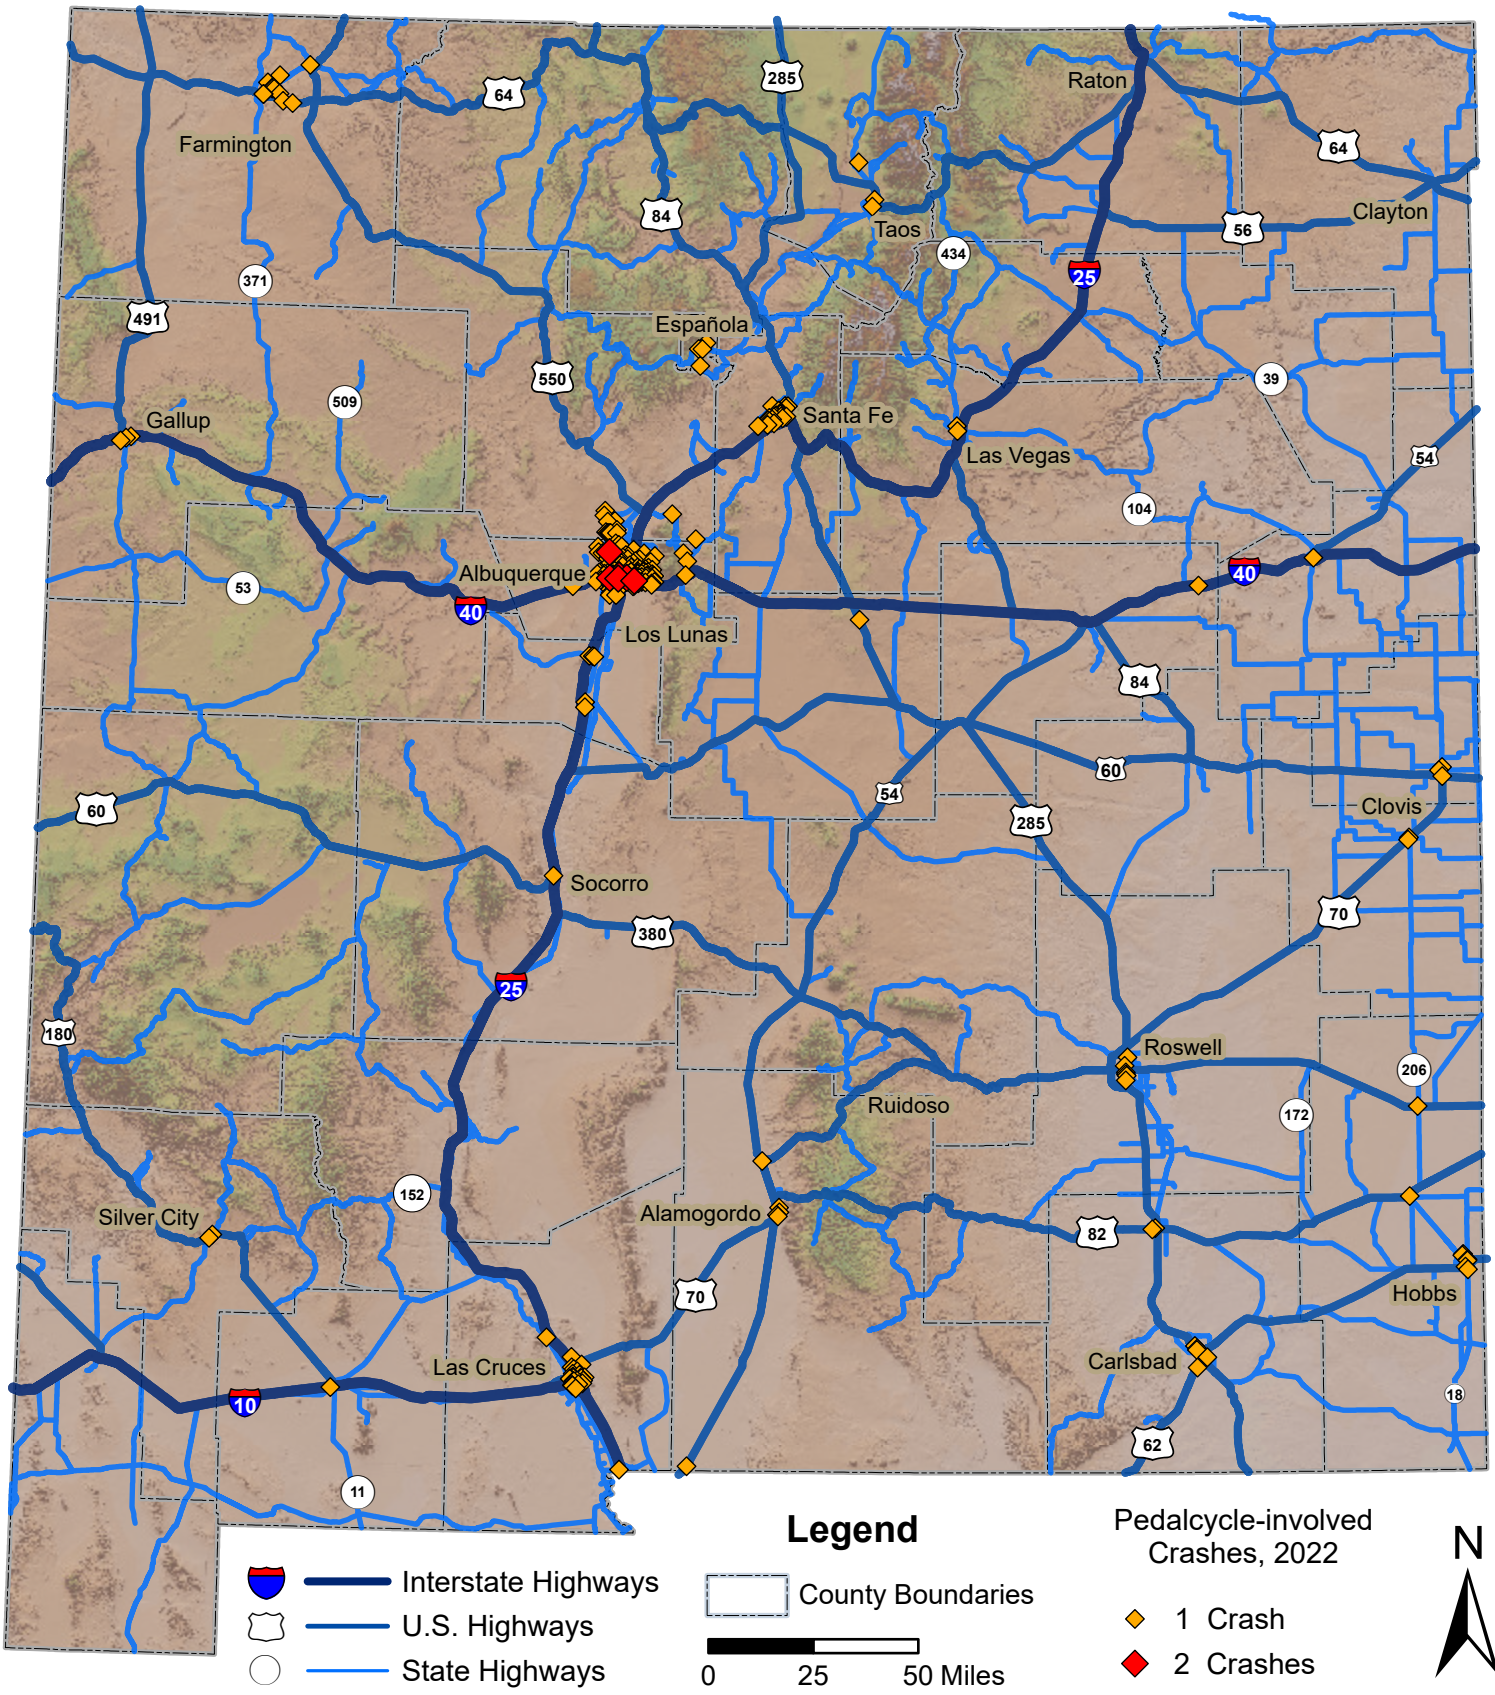 285
Raton
64
64
Farmington
84
Clayton
56
Taos
434
25
371
491
Española
550
39
509
Gallup
Santa Fe
Las Vegas
54
104
Albuquerque
40
53
40
Los Lunas
84
60
54
60
Clovis
285
Socorro
70
380
25
180
Roswell
206
Ruidoso
172
152
Silver City
Alamogordo
82
70
Hobbs
Las Cruces
Carlsbad
10
18
62
11
Legend
Interstate Highways
U.S. Highways
State Highways
County Boundaries
0 25 50 Miles
Pedalcycle-involved
Crashes, 2022
1 Crash
2 Crashes
N